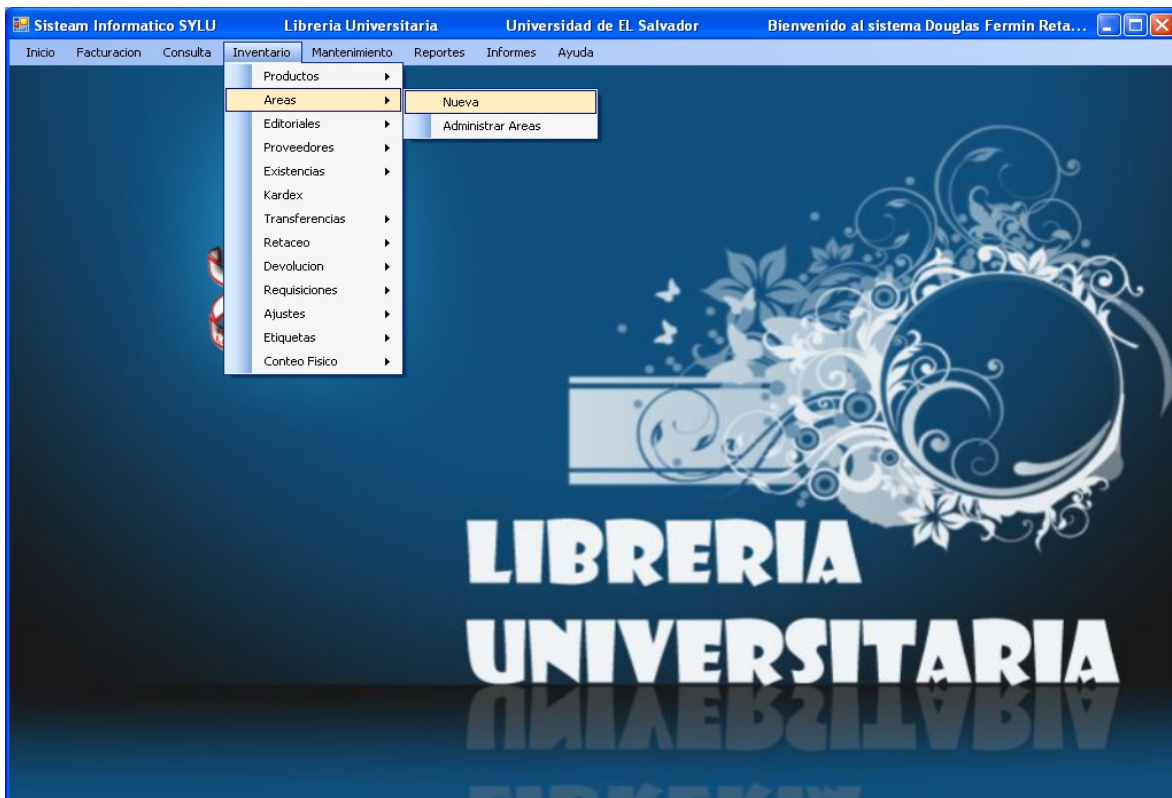 Sisteam Informatico SYLU Libreria Universitaria Universidad de EL Salvador Bienvenido al sistema Douglas Fermin Reta...
Inicio Facturacion Consulta Inventario Mantenimiento Reportes Informes Ayuda
Productos
Areas
Nueva
Editoriales
Administrar Areas
Proveedores
Existencias
Kardex
Transferencias
Retaceo
Devolucion
Requisiciones
Ajustes
Etiquetas
Conteo Fisico
LIBRERIA
UNIVERSITARIA